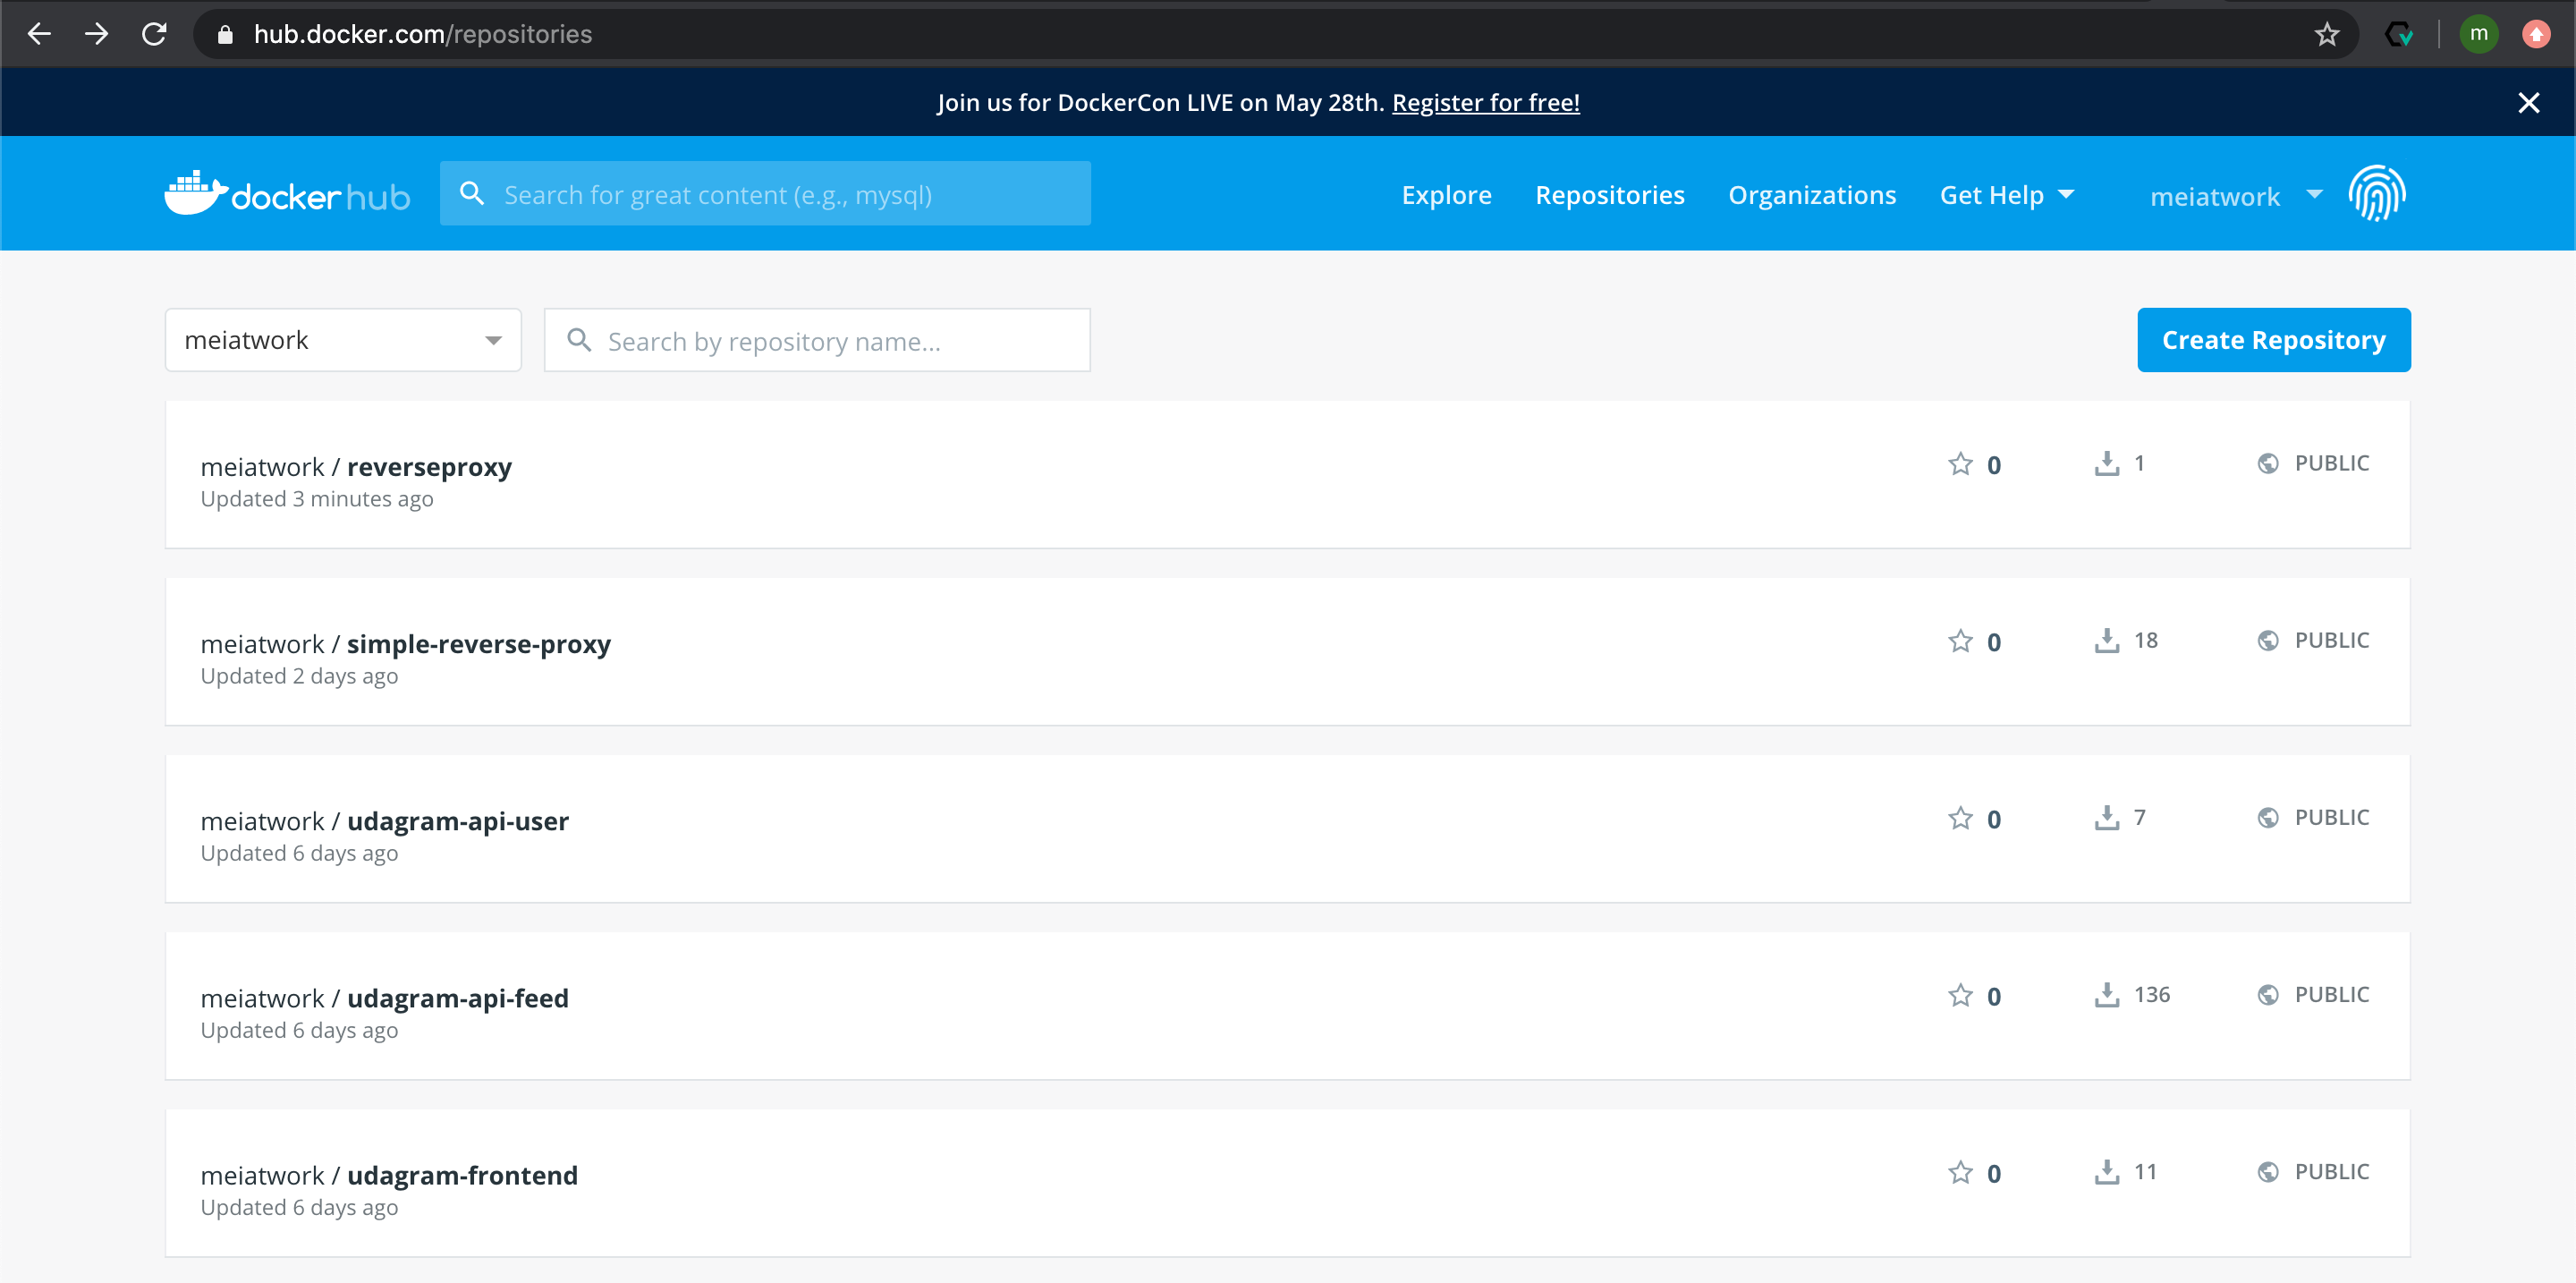 hub.docker.com/repositories
m
Join us for DockerCon LIVE on May 28th. Register for free!
docker hub
Search for great content (e.g., mysql)
Explore
Repositories
Organizations
Get Help
meiatwork
meiatwork
Search by repository name...
Create Repository
meiatwork / reverseproxy
Updated 3 minutes ago
0
1
PUBLIC
meiatwork / simple-reverse-proxy
Updated 2 days ago
0
18
PUBLIC
meiatwork / udagram-api-user
Updated 6 days ago
0
7
PUBLIC
meiatwork / udagram-api-feed
Updated 6 days ago
0
136
PUBLIC
meiatwork / udagram-frontend
Updated 6 days ago
0
11
PUBLIC